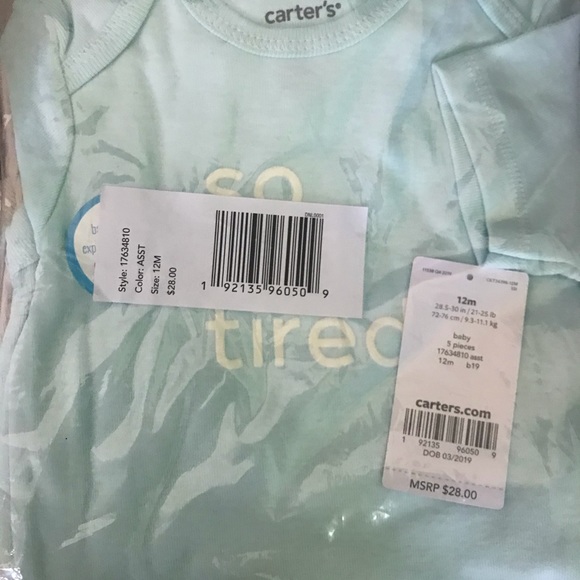 carter's®
so
tired
Style: 17634810
Color: ASST
Size: 12M
$28.00
1 92135 96050 9
12m
28.5-30 in / 21-25 lb
72-76 cm / 9.3-11.1 kg
baby
5 pieces
17634810 asst
12m b19
carters.com
1 92135 96050 9
DOB 03/2019
MSRP $28.00